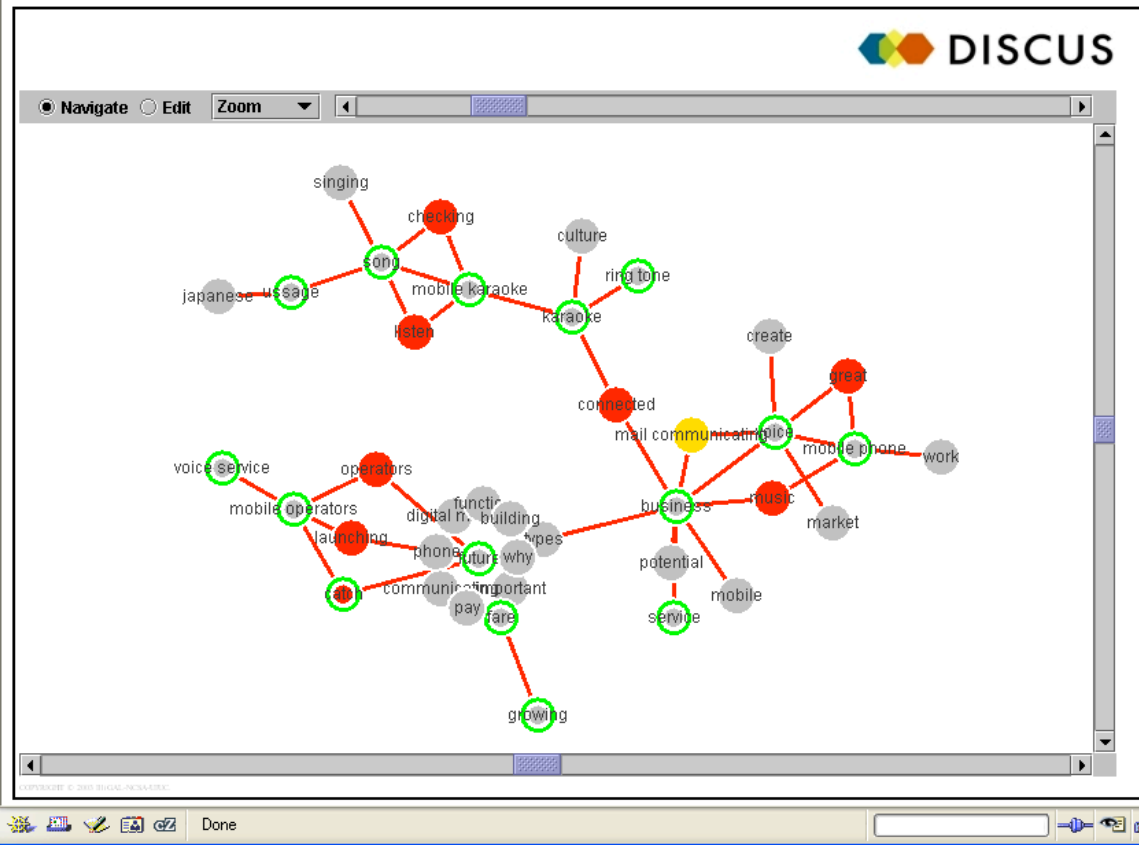 DISCUS
Navigate Edit Zoom
singing
checking
culture
song
ring tone
mobile karaoke
japanese
ussage
karaoke
listen
create
great
connected
mail communicating
voice
mobile phone
work
voice service
operators
business
music
functic
mobile operators
digital n.
building
market
launching
types
phone
future
why
potential
catch
communicating
important
mobile
pay
fare
service
growing
Done